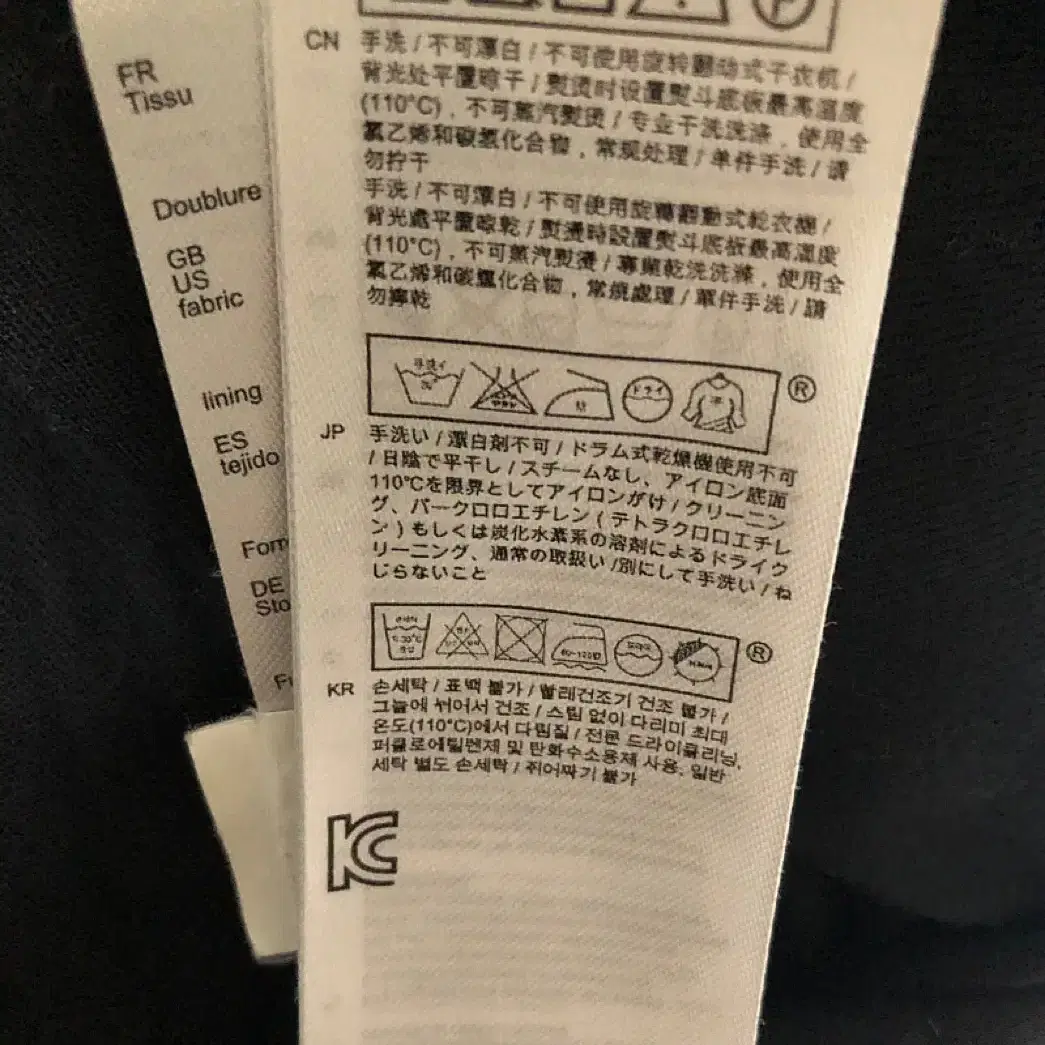 FR
Tissu
Doublure
GB
US
fabric
lining
ES
tejido
DE
CN
手洗 / 不可漂白 / 不可使用旋转翻动式干衣机 /
背光处平置晾干 / 熨烫时设置熨斗底板最高温度
(110°C)，不可蒸汽熨烫 / 专业干洗洗涤，使用全
氯乙烯和碳氢化合物，常规处理 / 单件手洗 / 请
勿拧干
手洗 / 不可漂白 / 不可使用旋轉翻動式乾衣機 /
背光處平置晾乾 / 熨燙時設置熨斗底板最高溫度
(110°C)，不可蒸汽熨燙 / 專業乾洗洗滌，使用全
氯乙烯和碳氫化合物，常規處理 / 單件手洗 / 請
勿擰乾
手洗イ
ドライ
®
JP
手洗い / 漂白剤不可 / ドラム式乾燥機使用不可
/ 日陰で平干し / スチームなし、アイロン底面
110°Cを限界としてアイロンがけ / クリーニン
グ、パークロロエチレン ( テトラクロロエチレ
ン ) もしくは炭化水素系の溶剤によるドライク
リーニング、通常の取扱い /別にして手洗い / ね
じらないこと
®
KR
손세탁 / 표백 불가 / 빨래건조기 건조 불가 /
그늘에 뉘어서 건조 / 스팀 없이 다리미 최대
온도(110°C)에서 다림질 / 전문 드라이클리닝,
퍼클로에틸렌제 및 탄화수소용제 사용, 일반
세탁 별도 손세탁 / 쥐어짜기 불가
KC